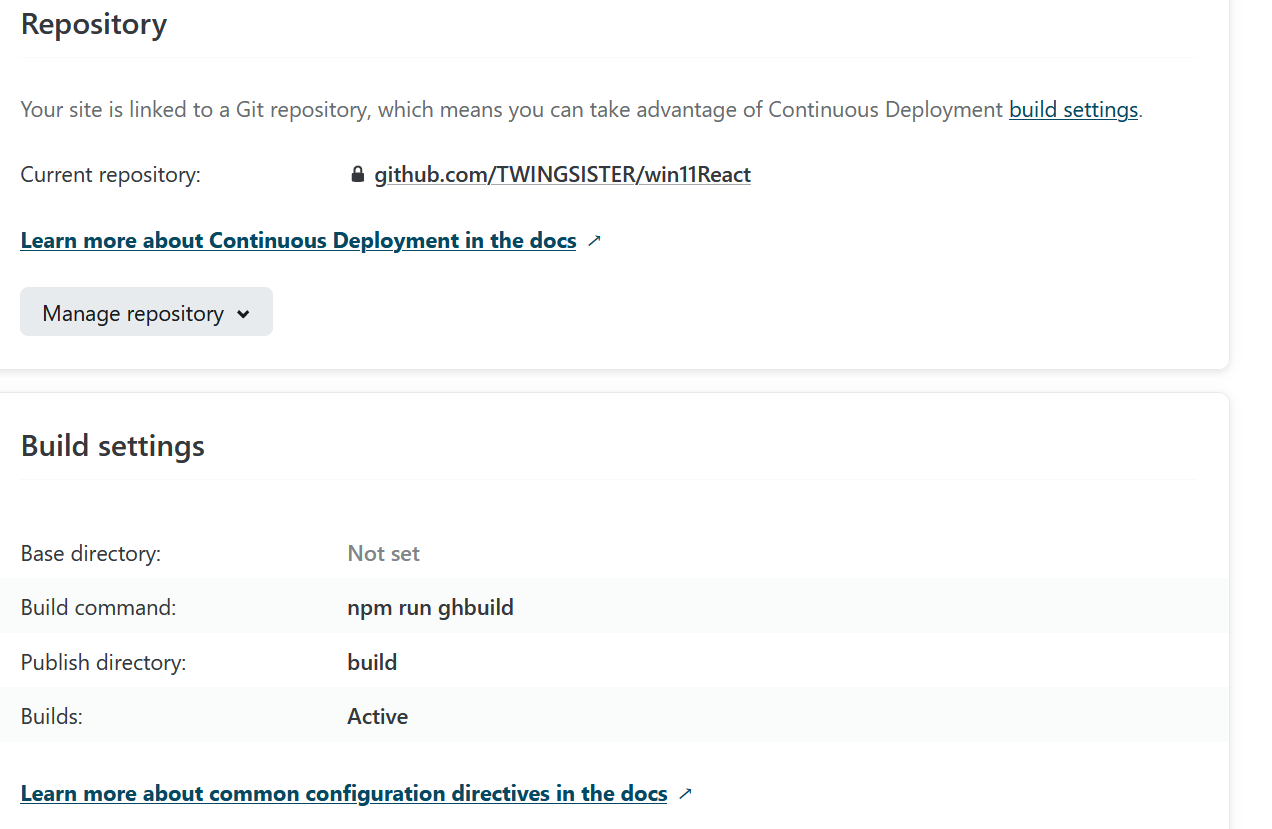 Repository
Your site is linked to a Git repository, which means you can take advantage of Continuous Deployment build settings.
Current repository: github.com/TWINGSISTER/win11React
Learn more about Continuous Deployment in the docs
Manage repository
Build settings
Base directory: Not set
Build command: npm run ghbuild
Publish directory: build
Builds: Active
Learn more about common configuration directives in the docs